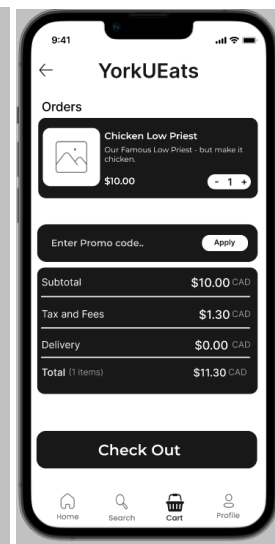 9:41
YorkUEats
Orders
Chicken Low Priest
Our Famous Low Priest - but make it
chicken.
$10.00
- 1 +
Enter Promo code..
Apply
Subtotal $10.00 CAD
Tax and Fees $1.30 CAD
Delivery $0.00 CAD
Total (1 items) $11.30 CAD
Check Out
Home Search Cart Profile